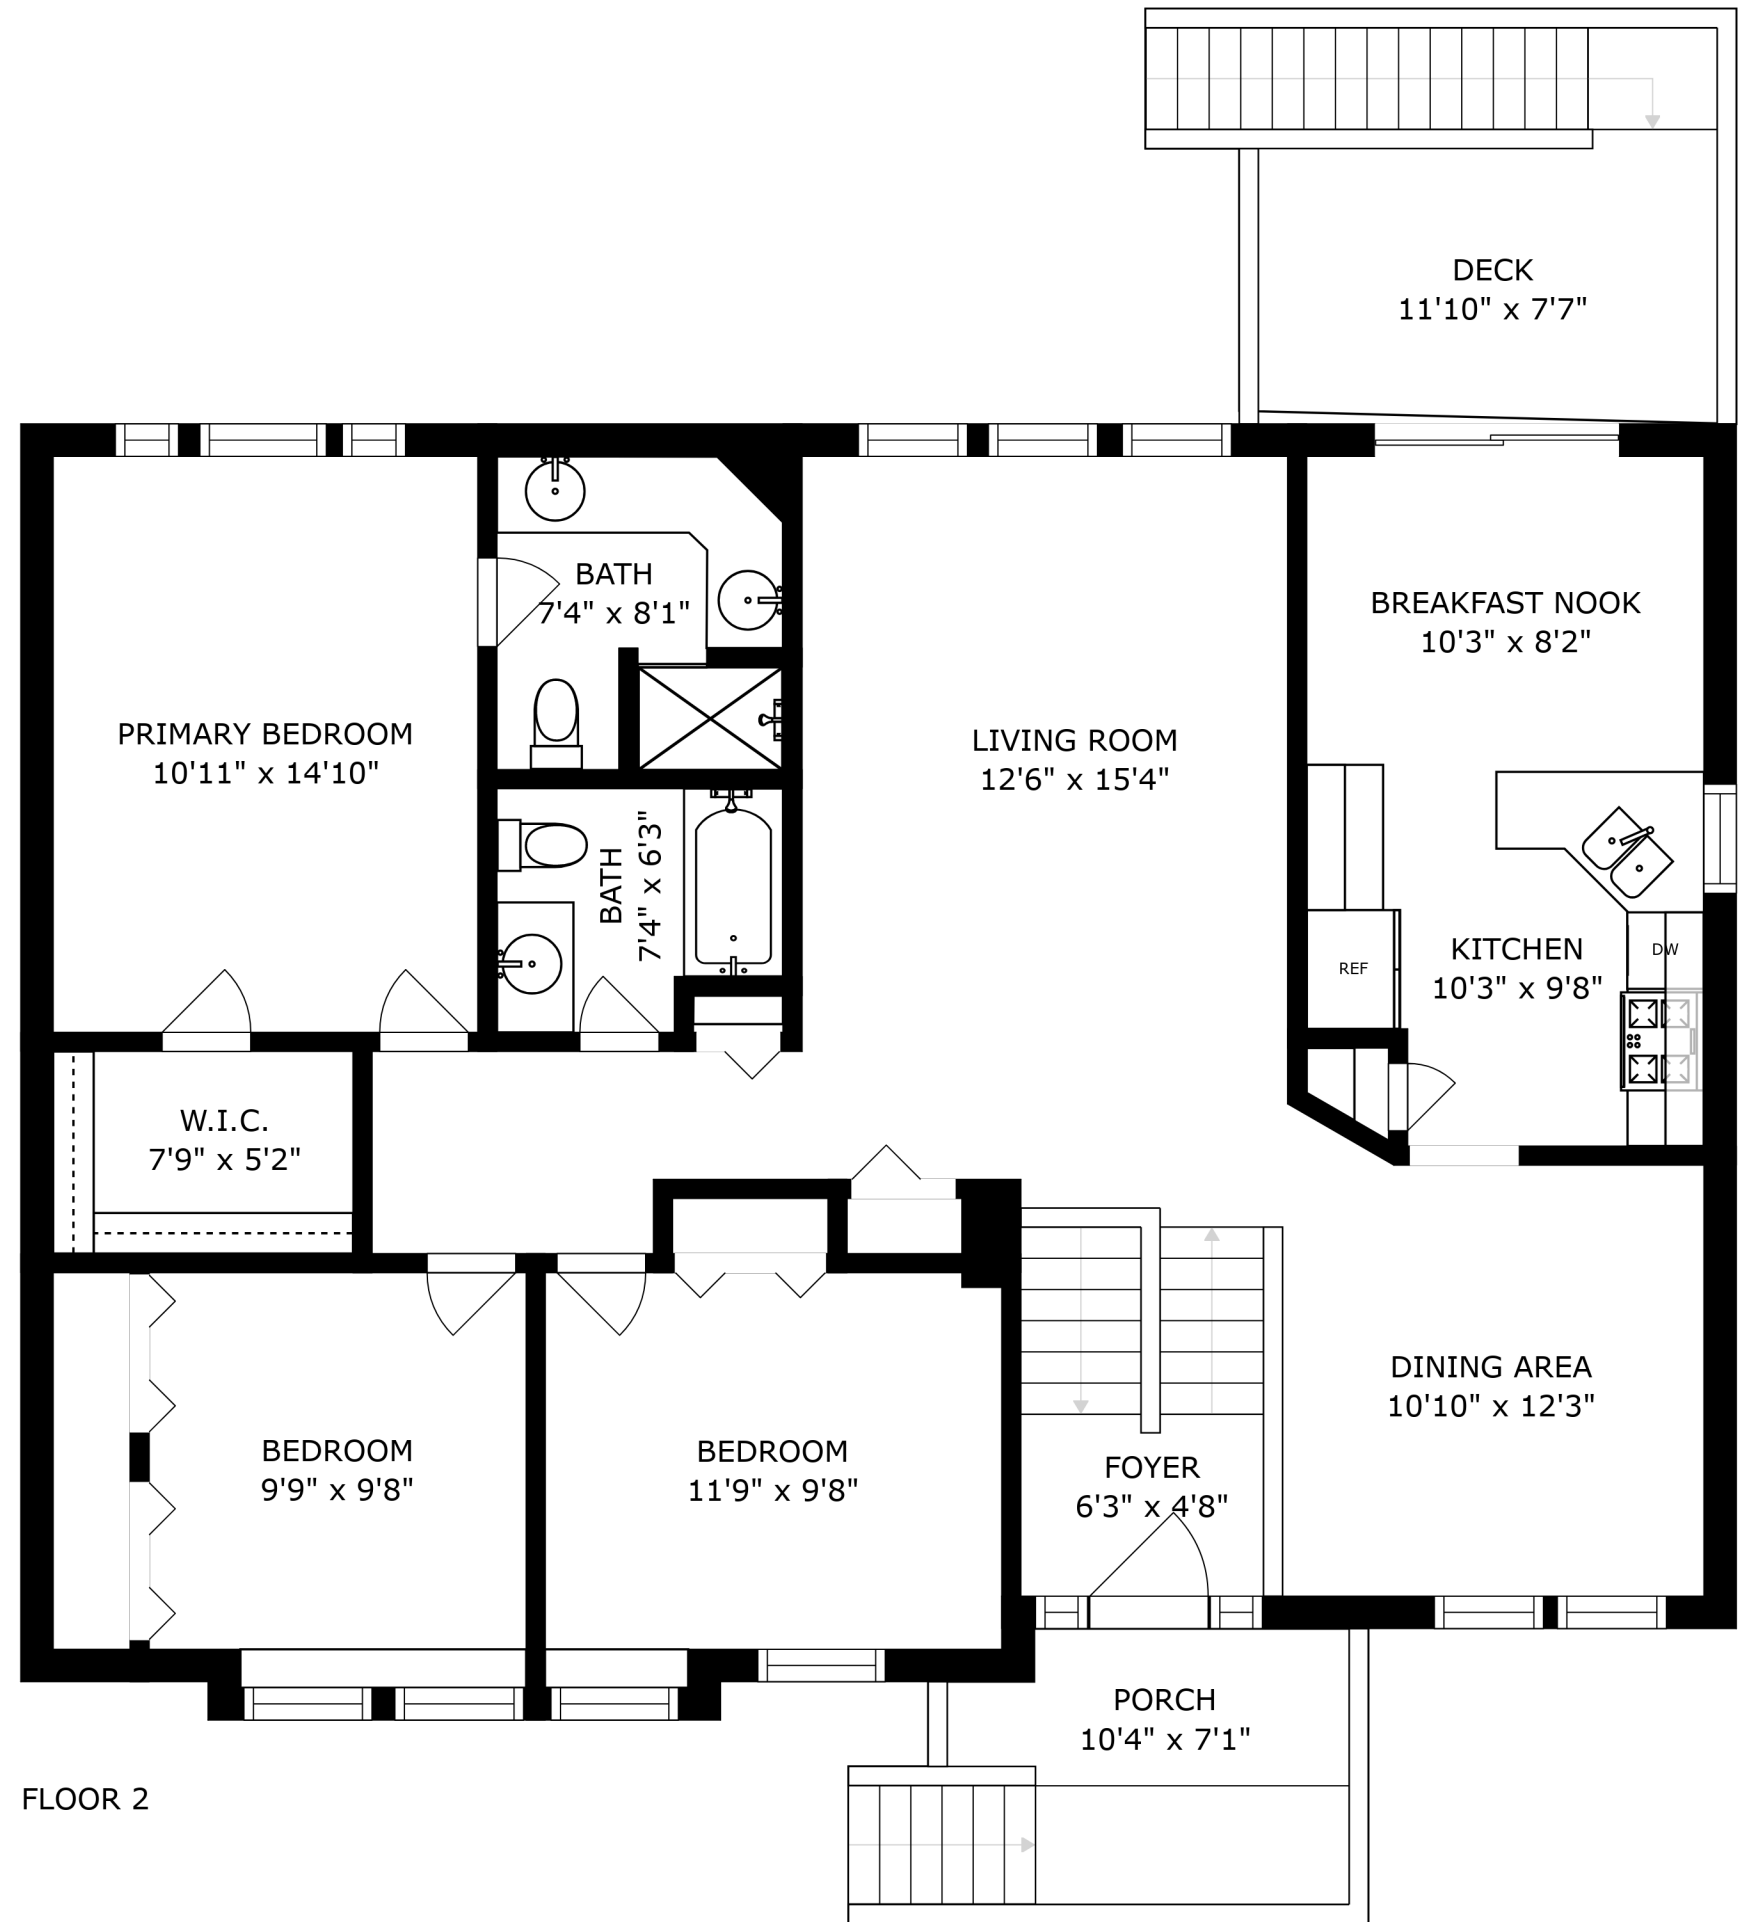 DECK
11'10" x 7'7"
BATH
7'4" x 8'1"
BREAKFAST NOOK
10'3" x 8'2"
PRIMARY BEDROOM
10'11" x 14'10"
LIVING ROOM
12'6" x 15'4"
BATH
7'4" x 6'3"
KITCHEN
10'3" x 9'8"
DW
REF
W.I.C.
7'9" x 5'2"
DINING AREA
10'10" x 12'3"
BEDROOM
9'9" x 9'8"
BEDROOM
11'9" x 9'8"
FOYER
6'3" x 4'8"
PORCH
10'4" x 7'1"
FLOOR 2